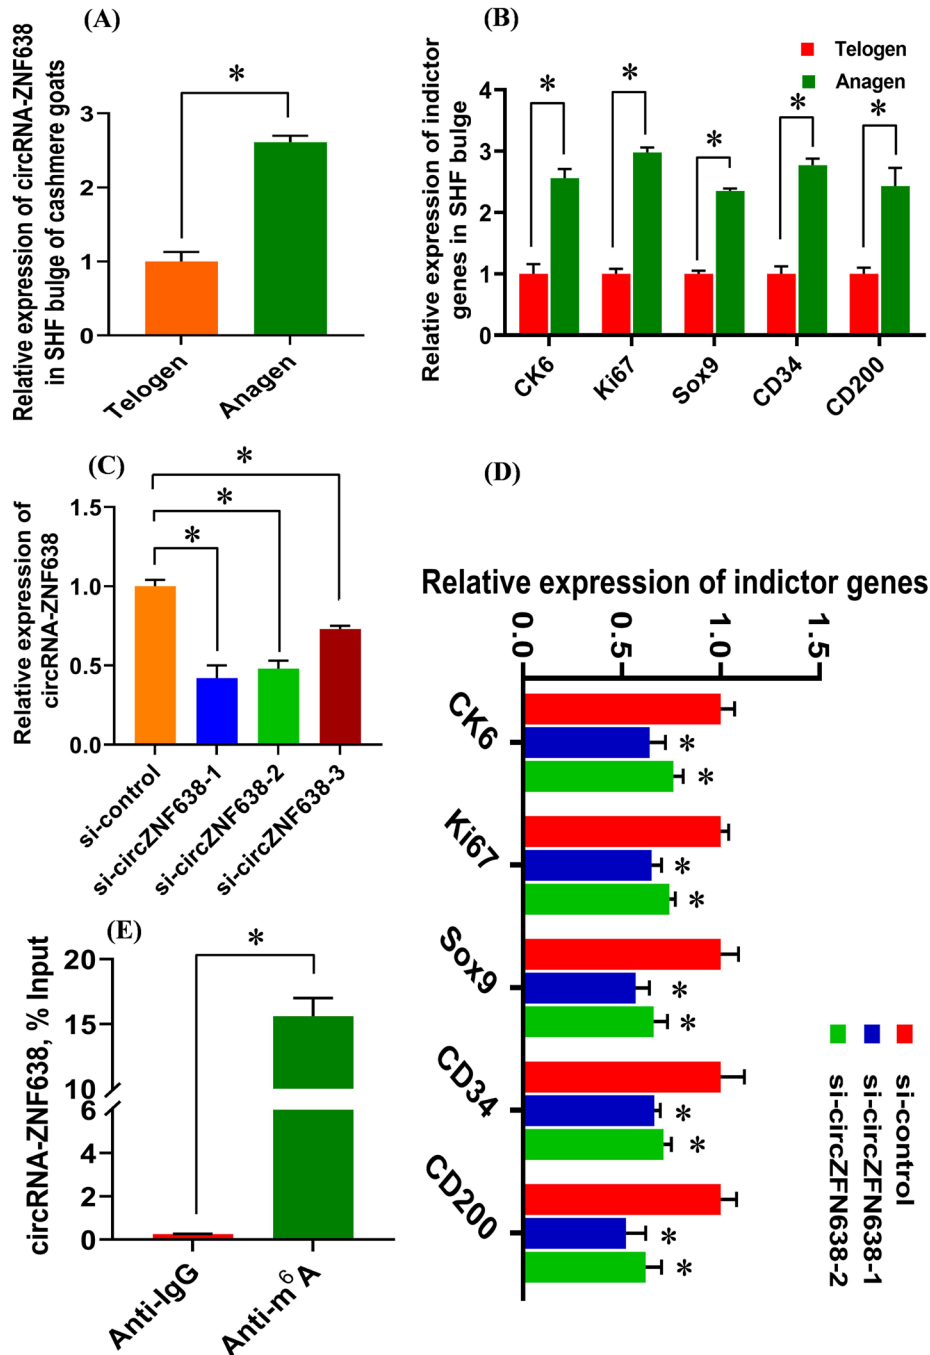 (A)
Relative expression of circRNA-ZNF638
in SHF bulge of cashmere goats
3
2
1
0
*
Telogen
Anagen
(B)
Telogen
Anagen
Relative expression of indictor
genes in SHF bulge
4
3
2
1
0
*
*
*
*
*
CK6
Ki67
Sox9
CD34
CD200
(C)
Relative expression of
circRNA-ZNF638
1.5
1.0
0.5
0.0
*
*
*
si-control
si-circZNF638-1
si-circZNF638-2
si-circZNF638-3
(D)
Relative expression of indictor genes
0.0
0.5
1.0
1.5
CK6
*
*
Ki67
*
*
Sox9
*
*
CD34
*
*
CD200
*
*
si-control
si-circZFN638-1
si-circZFN638-2
(E)
circRNA-ZNF638, % Input
20
15
10
6
4
2
0
*
Anti-IgG
Anti-m⁶A